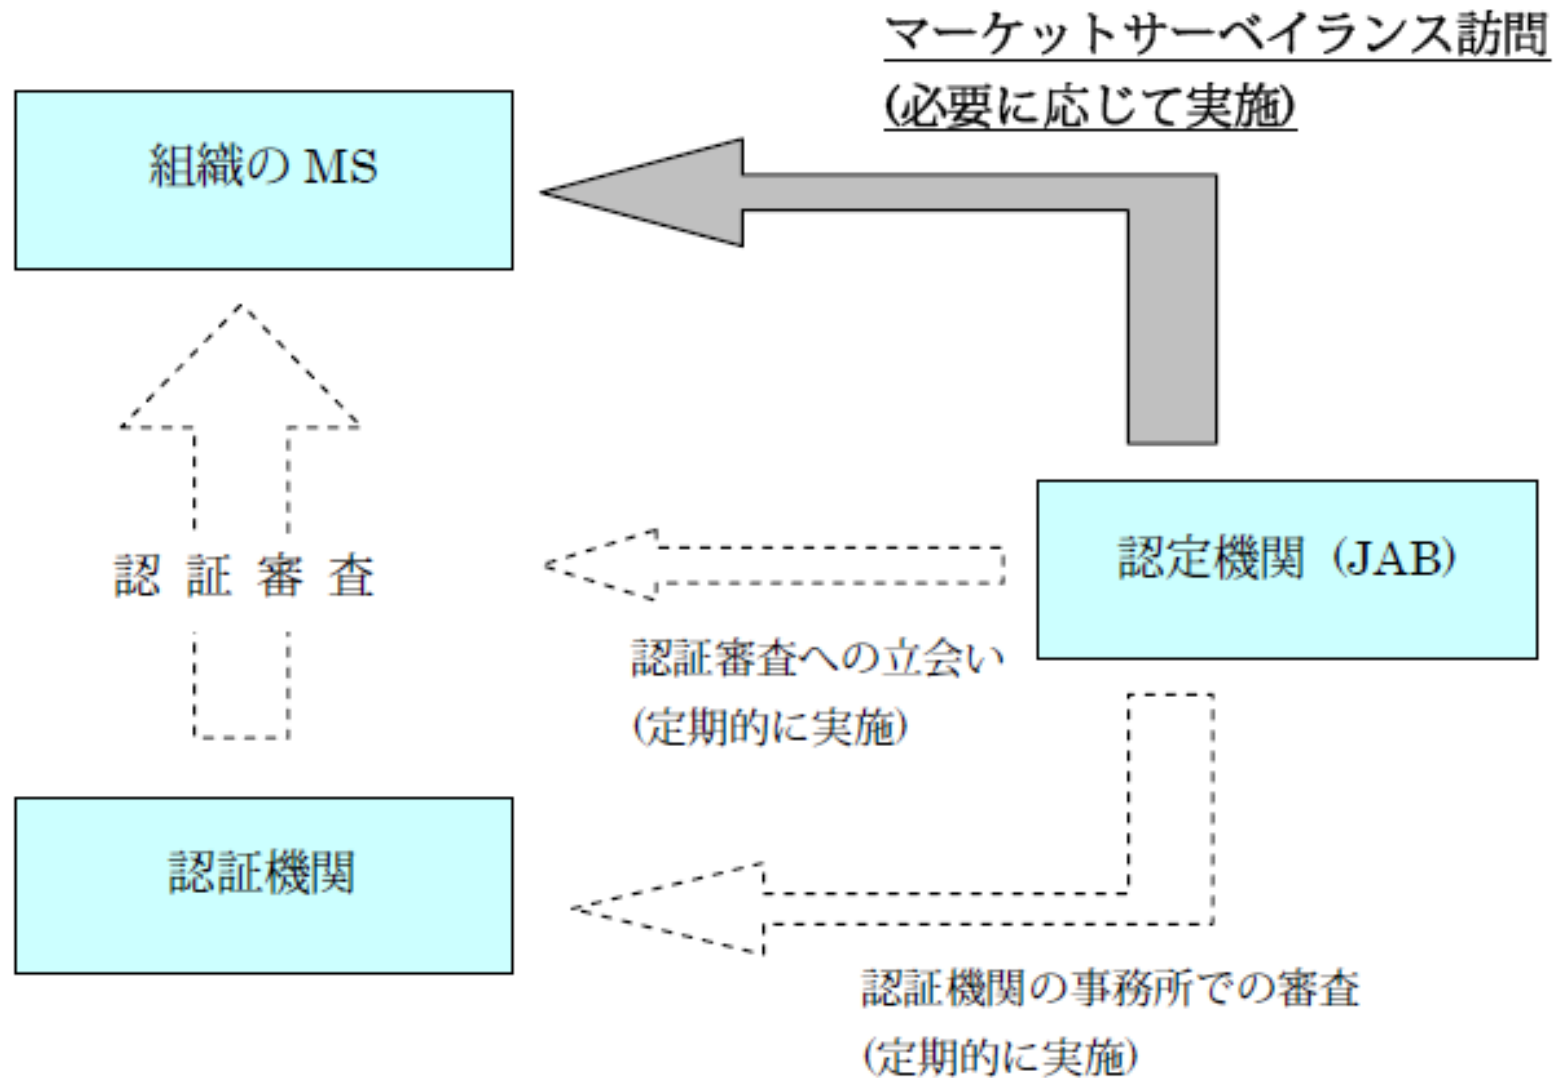 マーケットサーベイランス訪問
(必要に応じて実施)
組織の MS
認証審査
認定機関 (JAB)
認証審査への立会い
(定期的に実施)
認証機関
認証機関の事務所での審査
(定期的に実施)